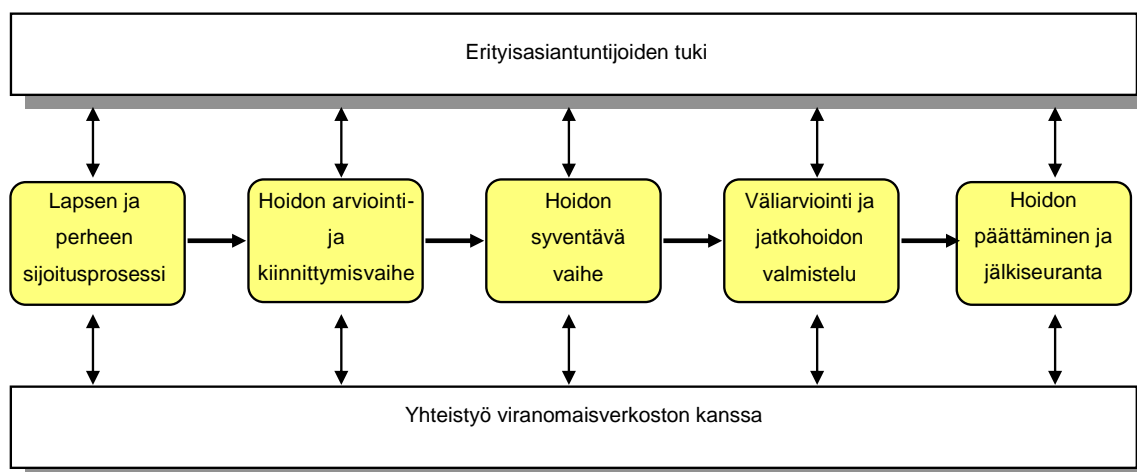 Erityisasiantuntijoiden tuki
Lapsen ja
perheen
sijoitusprosessi
Hoidon arviointi-
ja
kiinnittymisvaihe
Hoidon
syventävä
vaihe
Väliarviointi ja
jatkohoidon
valmistelu
Hoidon
päättäminen ja
jälkiseuranta
Yhteistyö viranomaisverkoston kanssa